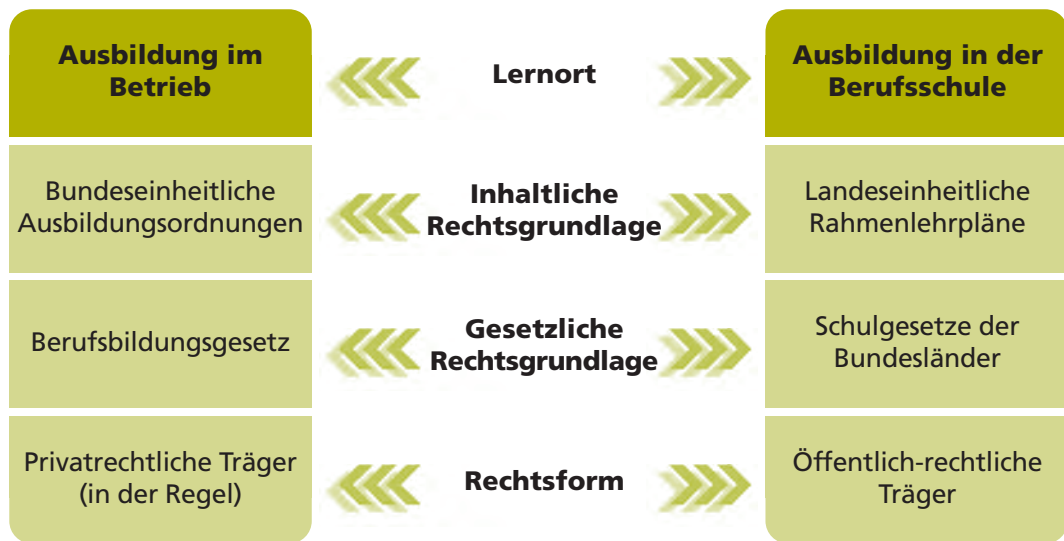 Ausbildung im
Betrieb
Lernort
Ausbildung in der
Berufsschule
Bundeseinheitliche
Ausbildungsordnungen
Inhaltliche
Rechtsgrundlage
Landeseinheitliche
Rahmenlehrpläne
Berufsbildungsgesetz
Gesetzliche
Rechtsgrundlage
Schulgesetze der
Bundesländer
Privatrechtliche Träger
(in der Regel)
Rechtsform
Öffentlich-rechtliche
Träger